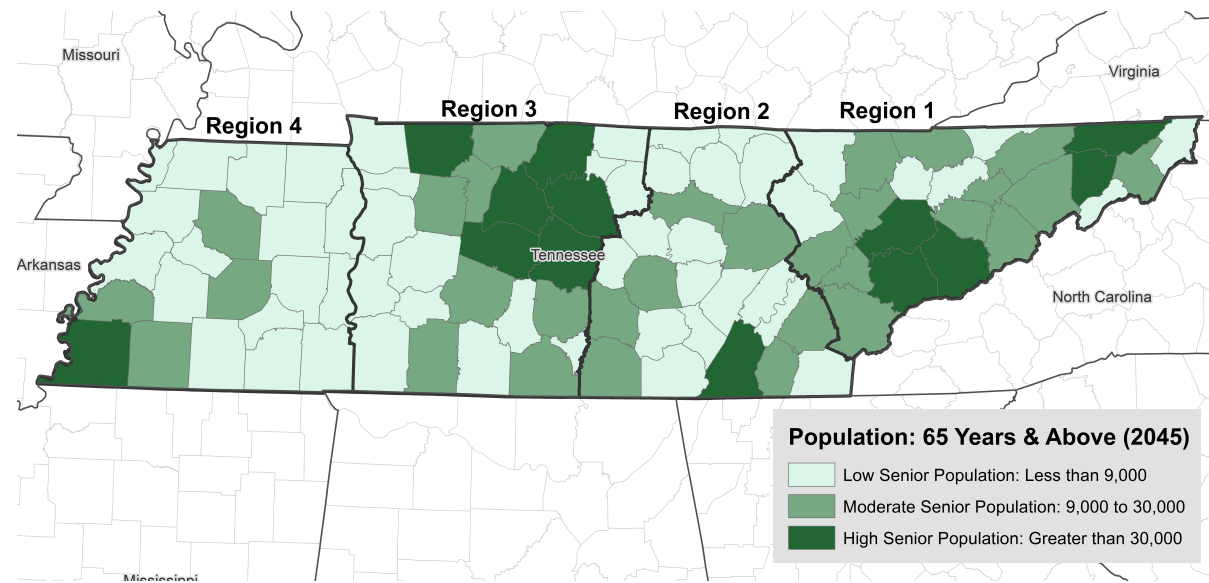 Missouri
Virginia
Region 3
Region 2
Region 1
Region 4
Tennessee
Arkansas
North Carolina
Population: 65 Years & Above (2045)
Low Senior Population: Less than 9,000
Moderate Senior Population: 9,000 to 30,000
High Senior Population: Greater than 30,000
Mississippi